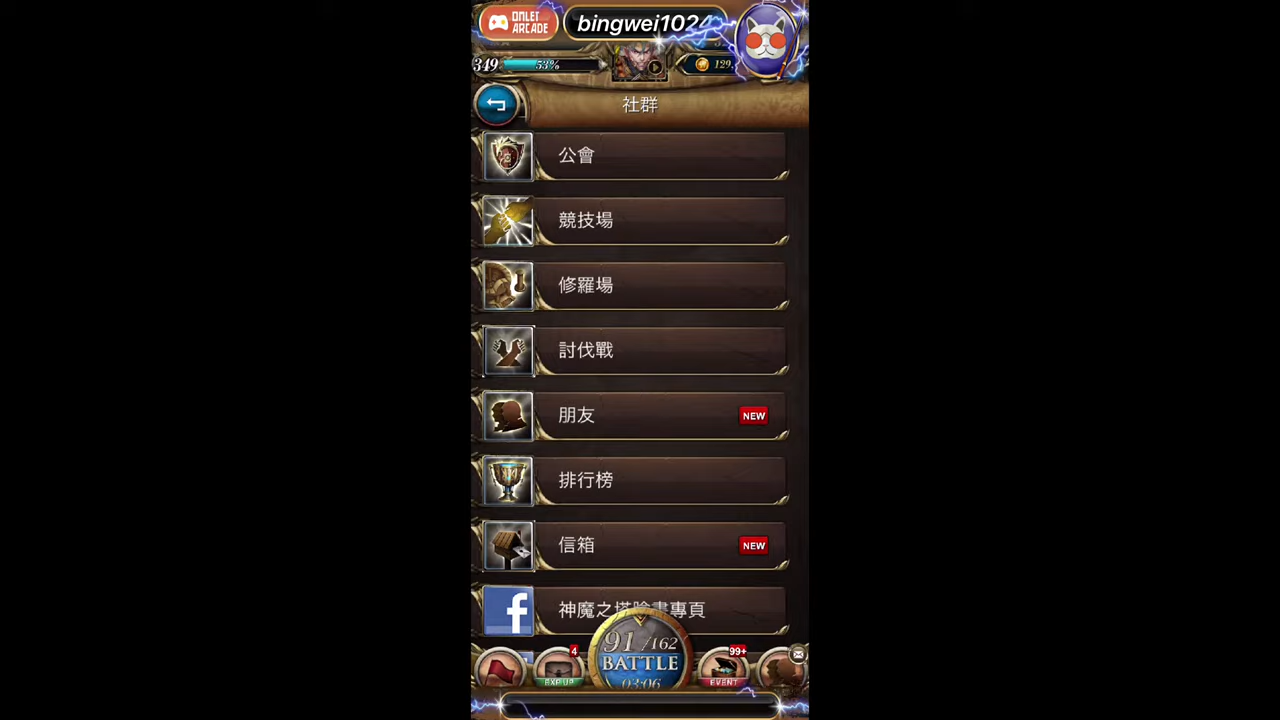 OMLET ARCADE
bingwei1024
349 53% 129,
社群
公會
競技場
修羅場
討伐戰
朋友 NEW
排行榜
信箱 NEW
神魔之塔臉書專頁
91/162
4 99+
BATTLE
EXP UP 03:06 EVENT